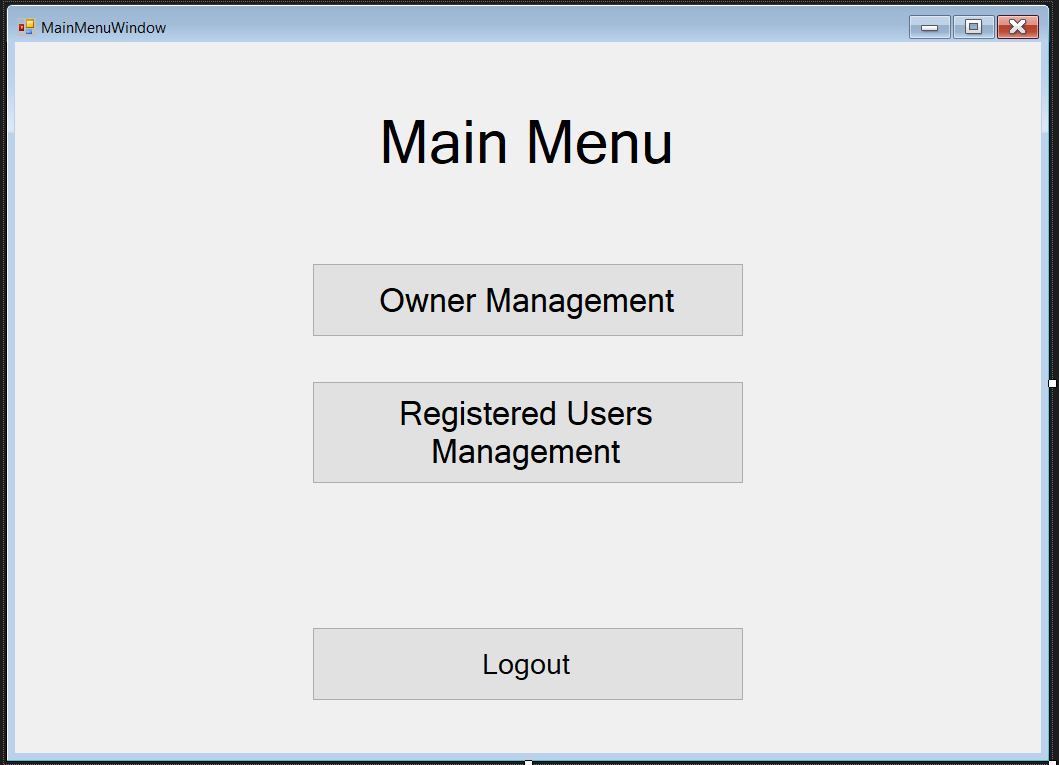 MainMenuWindow
Main Menu
Owner Management
Registered Users
Management
Logout